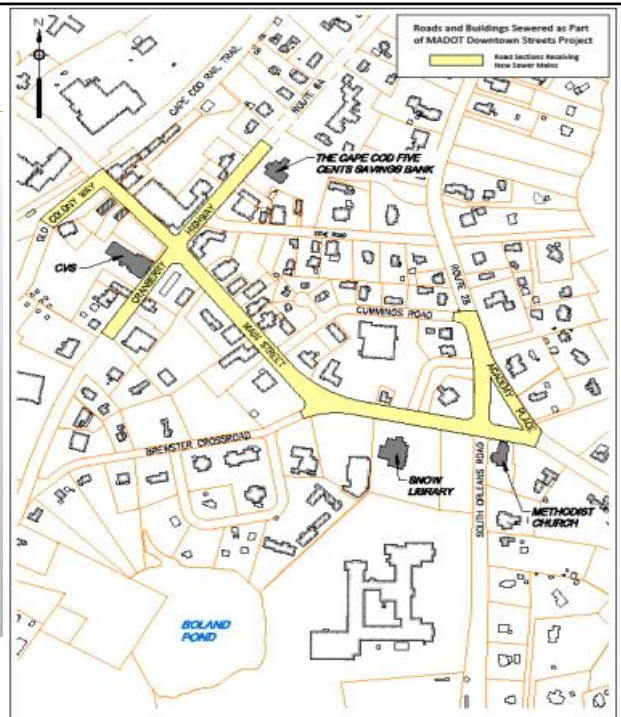 Roads and Buildings Sewered as Part
of MADOT Downtown Streets Project
Road Sections Receiving
New Sewer Mains
N
CAPE COD RAIL TRAIL
ROUTE 6A
THE CAPE COD FIVE
CENTS SAVINGS BANK
OLD COLONY WAY
CRANBERRY HIGHWAY
CVS
ROAD
ROUTE 28
CUMMINGS ROAD
MAIN STREET
ACADEMY PLACE
BREWSTER CROSSROAD
SNOW
LIBRARY
SOUTH ORLEANS ROAD
METHODIST
CHURCH
BOLAND
POND